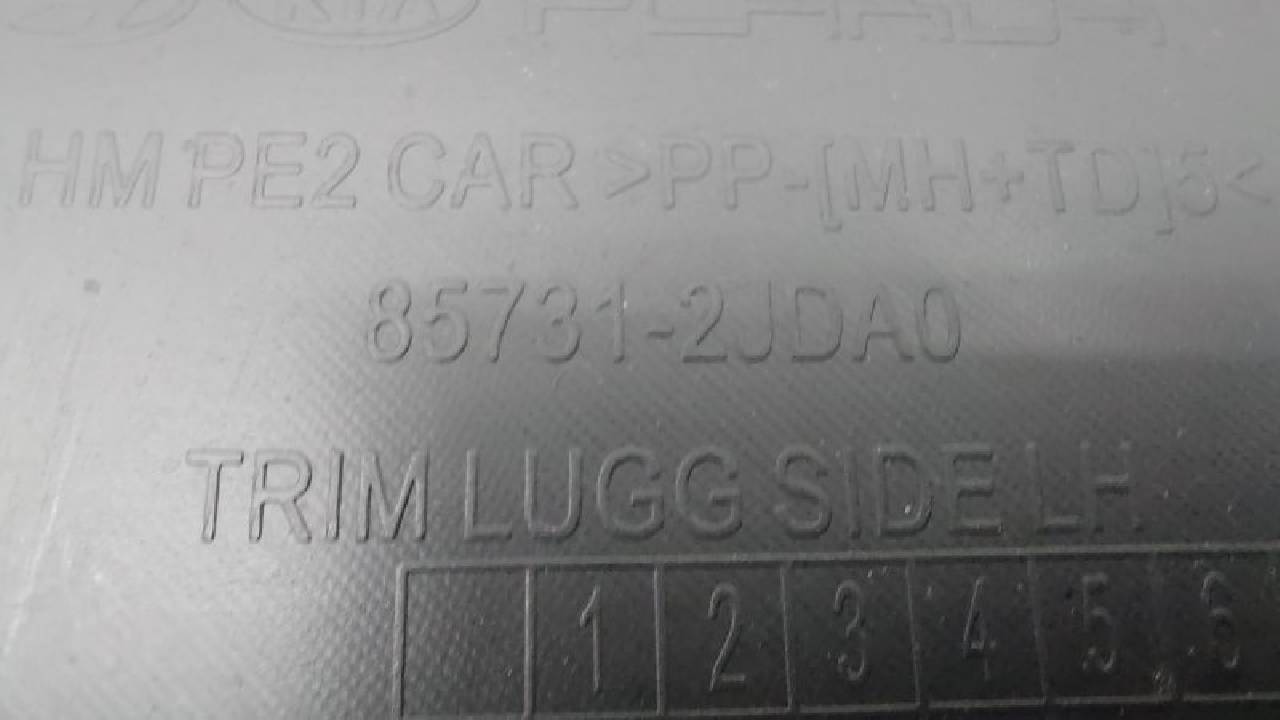 KIA
HM PE2 CAR >PP-[MH+TD]5<
85731-2JDA0
TRIM LUGG SIDE LH
1 2 3 4 5 6